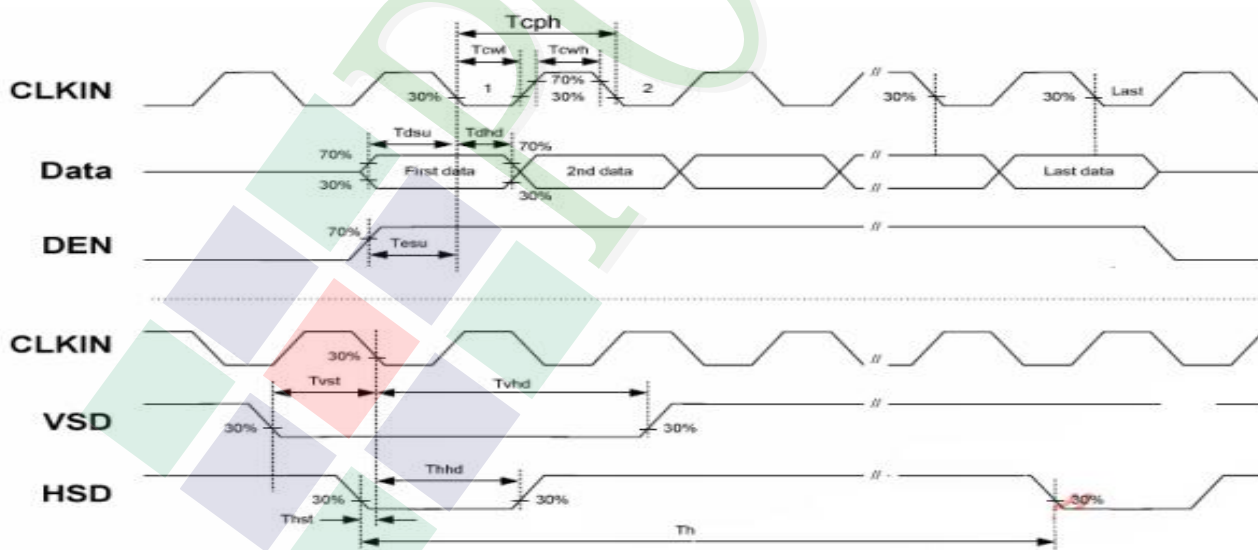 Tcph
Tcwl Tcwh
CLKIN 30% 1 70% 30% 2 30% 30% Last
Tdsu Tdhd
70% 70%
Data First data 2nd data Last data
30% 30%
DEN 70% Tesu
CLKIN 30%
Tvst Tvhd
VSD 30% 30%
Thhd
HSD 30% 30% 30%
Thst
Th